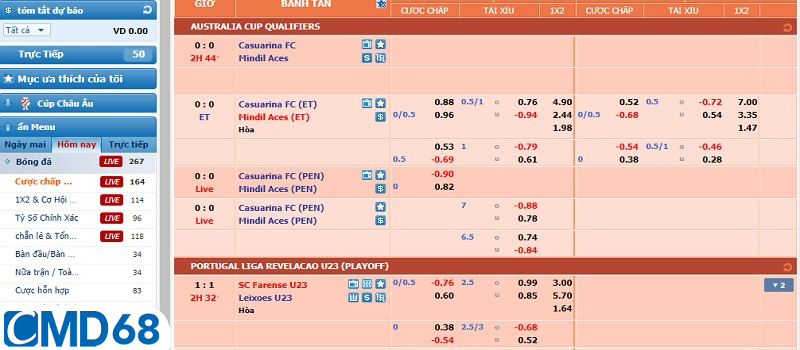 $ tóm tắt dự báo
Tất cả VD 0.00
Trực Tiếp 50
Mục ưa thích của tôi
Cúp Châu Âu
ẩn Menu
Ngày mai Hôm nay Trực tiếp
Bóng đá LIVE 267
Cược chấp ... LIVE 164
1X2 & Cơ Hội ... LIVE 114
Tỷ Số Chính Xác LIVE 96
chẵn lẻ & Tổn... LIVE 118
Bàn đầu/Bàn ... 34
Nữa trận / Toà... 34
Cược hỗn hợp 83
CMD68
GIỜ BÀNH TÁN CƯỢC CHẤP TÀI XỈU 1X2 CƯỢC CHẤP TÀI XỈU 1X2
AUSTRALIA CUP QUALIFIERS
0 : 0 Casuarina FC
2H 44' Mindil Aces
0 : 0 Casuarina FC (ET) 0.88 0.5/1 o 0.76 4.90 0.52 0.5 o -0.72 7.00
ET Mindil Aces (ET) 0/0.5 0.96 u -0.94 2.44 0/0.5 -0.68 u 0.54 3.35
Hòa 1.98 1.47
0.53 1 o -0.79 -0.54 0.5/1 o -0.46
0.5 -0.69 u 0.61 0 0.38 u 0.28
0 : 0 Casuarina FC (PEN) -0.90
Live Mindil Aces (PEN) 0 0.82
0 : 0 Casuarina FC (PEN) 7 o -0.88
Live Mindil Aces (PEN) u 0.78
6.5 o 0.74
u -0.84
PORTUGAL LIGA REVELACAO U23 (PLAYOFF)
1 : 1 SC Farense U23 0/0.5 -0.76 2.5 o 0.99 3.00 2
2H 32' Leixoes U23 0.60 u 0.85 5.70
Hòa 1.64
0 0.38 2.5/3 o -0.68
-0.54 u 0.52